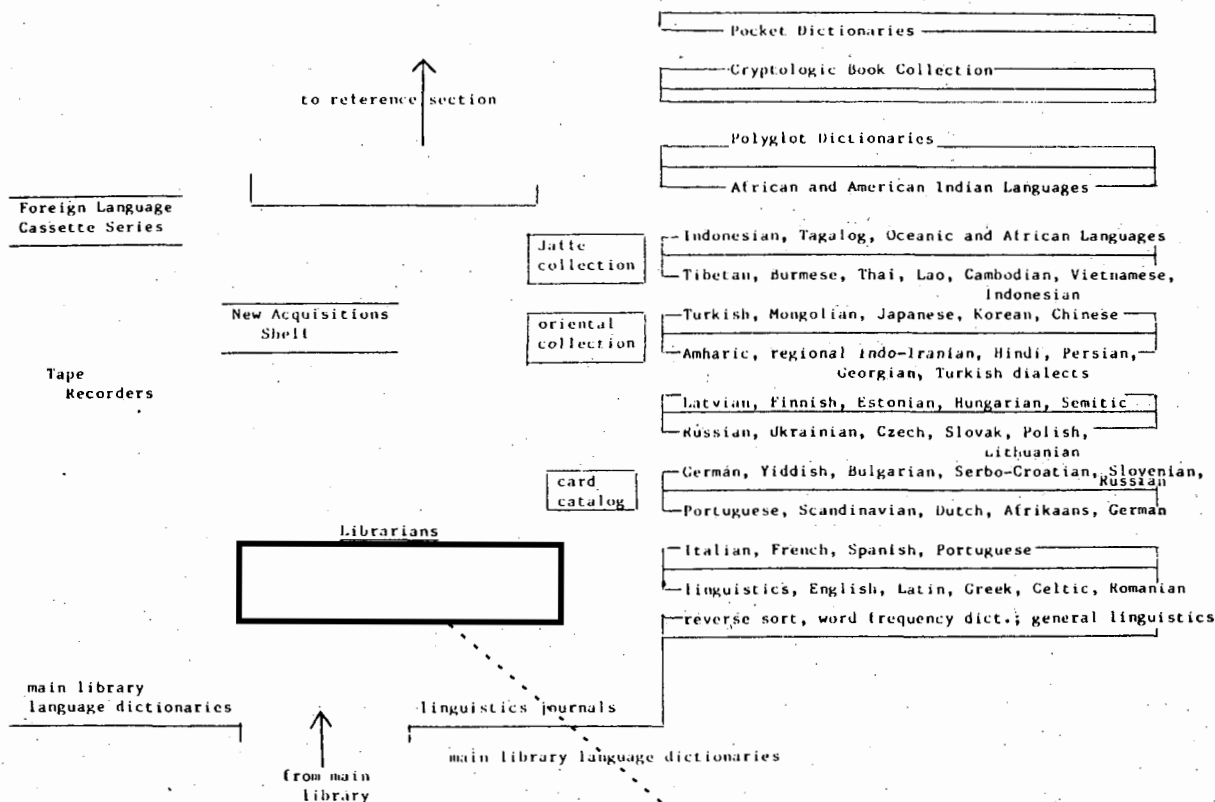 Pocket Dictionaries
Cryptologic Book Collection
to reference section
Polyglot Dictionaries
African and American Indian Languages
Foreign Language
Cassette Series
Jaffe
collection
Indonesian, Tagalog, Oceanic and African Languages
Tibetan, Burmese, Thai, Lao, Cambodian, Vietnamese,
Indonesian
New Acquisitions
Shelf
oriental
collection
Turkish, Mongolian, Japanese, Korean, Chinese
Amharic, regional Indo-Iranian, Hindi, Persian,
Georgian, Turkish dialects
Tape
Recorders
Latvian, Finnish, Estonian, Hungarian, Semitic
Russian, Ukrainian, Czech, Slovak, Polish,
Lithuanian
card
catalog
German, Yiddish, Bulgarian, Serbo-Croatian, Slovenian,
Russian
Portuguese, Scandinavian, Dutch, Afrikaans, German
Librarians
Italian, French, Spanish, Portuguese
linguistics, English, Latin, Greek, Celtic, Romanian
reverse sort, word frequency dict.; general linguistics
main library
language dictionaries
linguistics journals
main library language dictionaries
from main
library